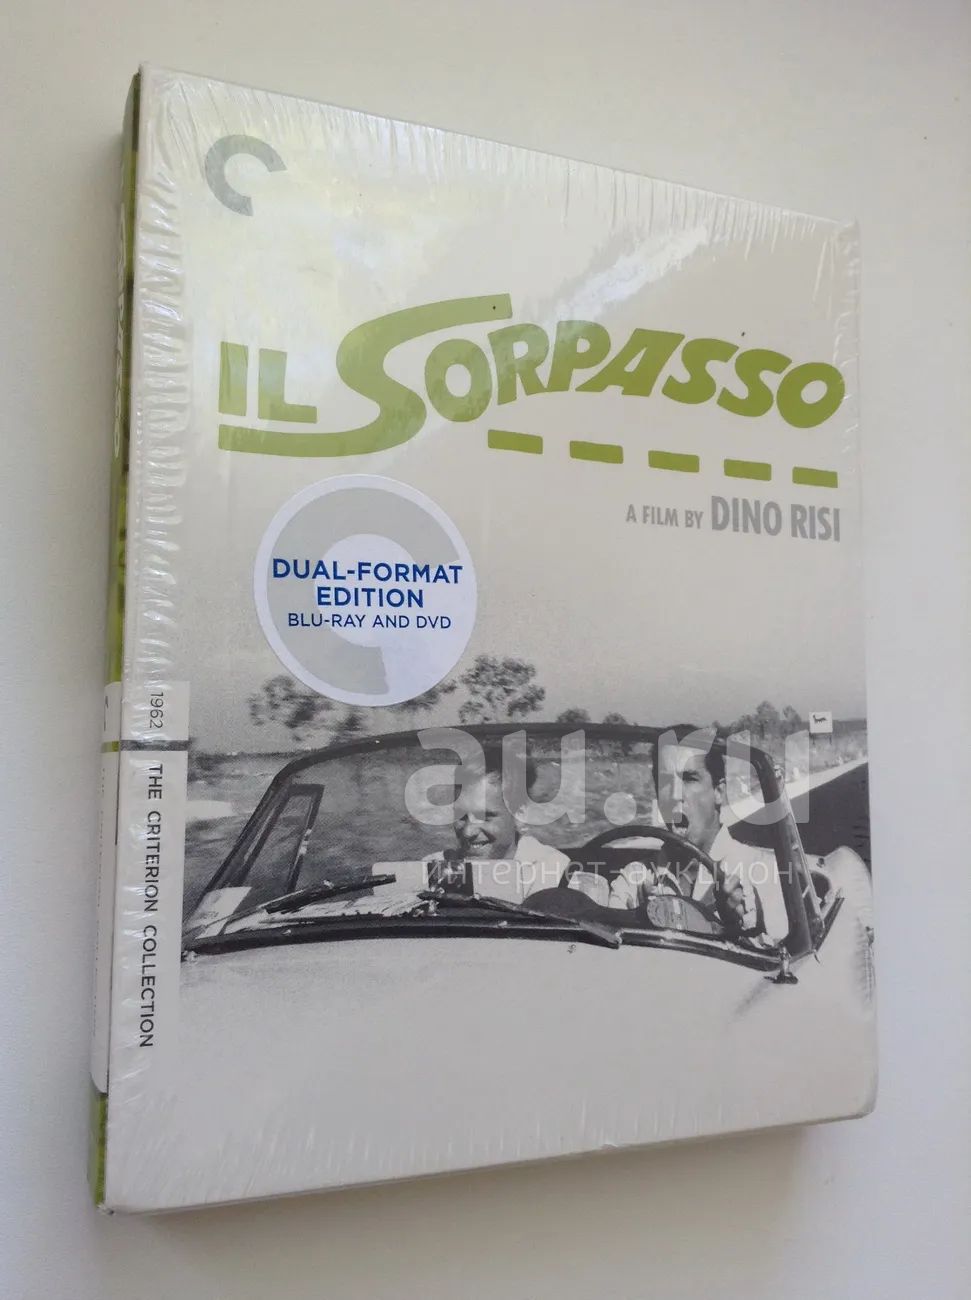 IL SORPASSO
A FILM BY DINO RISI
DUAL-FORMAT
EDITION
BLU-RAY AND DVD
1962
THE CRITERION COLLECTION
au.ru
интернет-аукцион